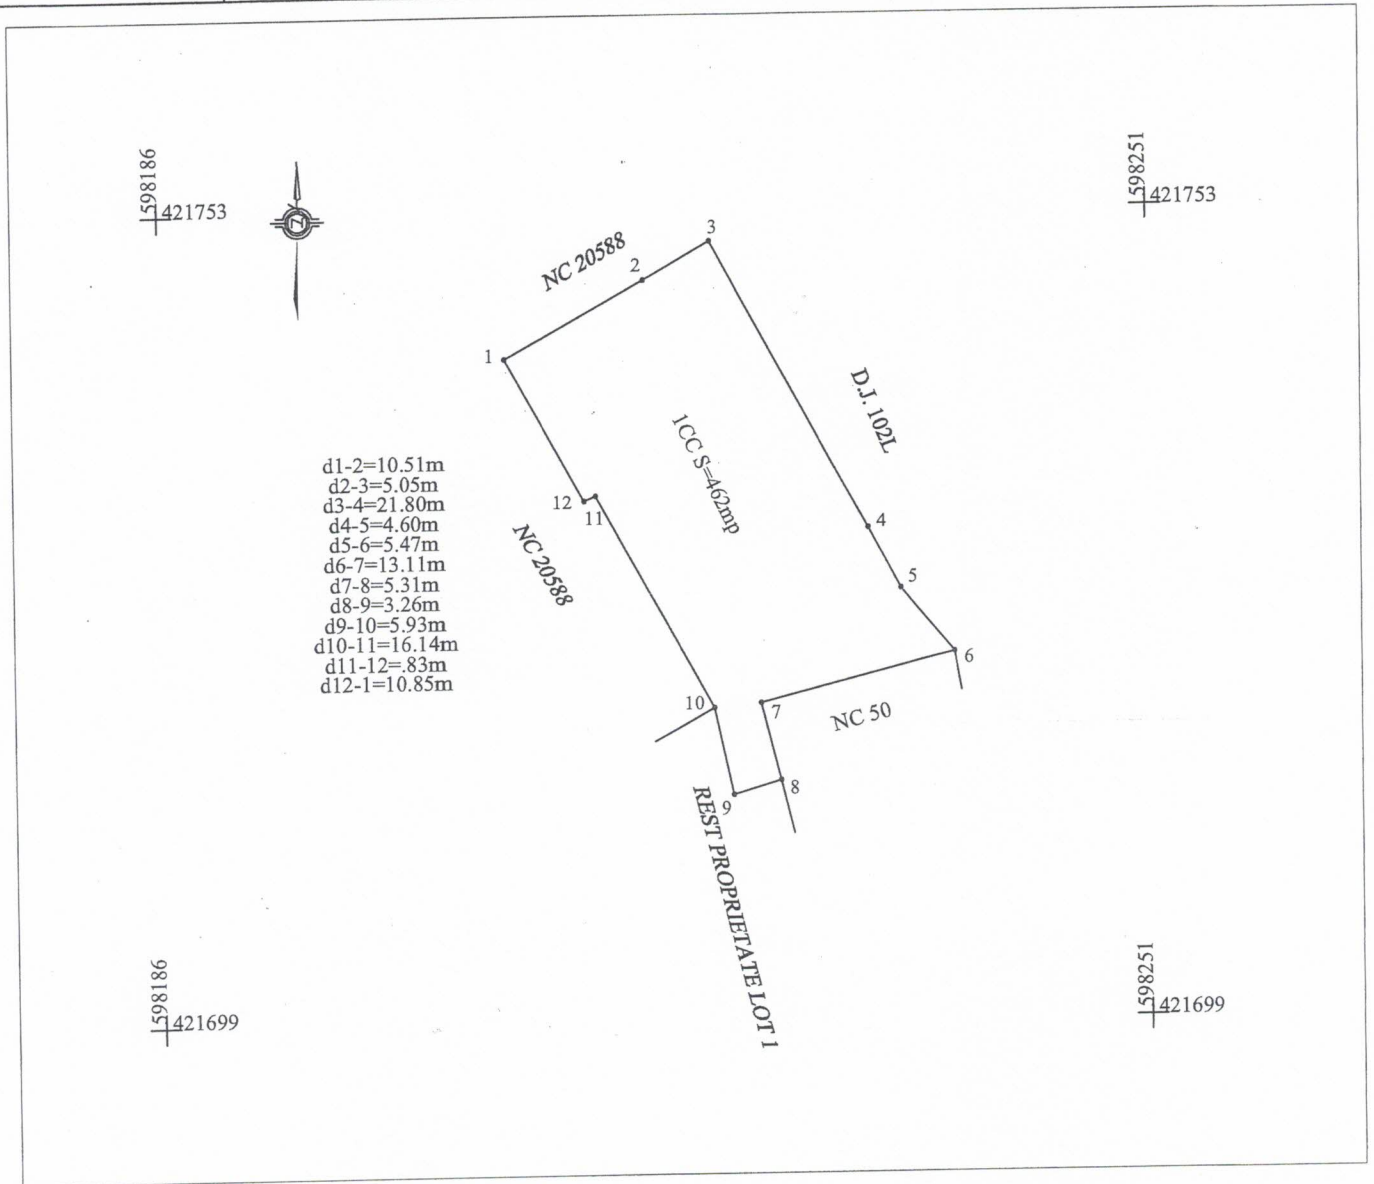 598186
421753
N
598251
421753
3
NC 20588
2
1
D.J. 102L
1CC S=462mp
d1-2=10.51m
d2-3=5.05m
d3-4=21.80m
d4-5=4.60m
d5-6=5.47m
d6-7=13.11m
d7-8=5.31m
d8-9=3.26m
d9-10=5.93m
d10-11=16.14m
d11-12=.83m
d12-1=10.85m
12
11
NC 20588
4
5
6
10
7
NC 50
8
9
REST PROPRIETATE LOT 1
598186
421699
598251
421699